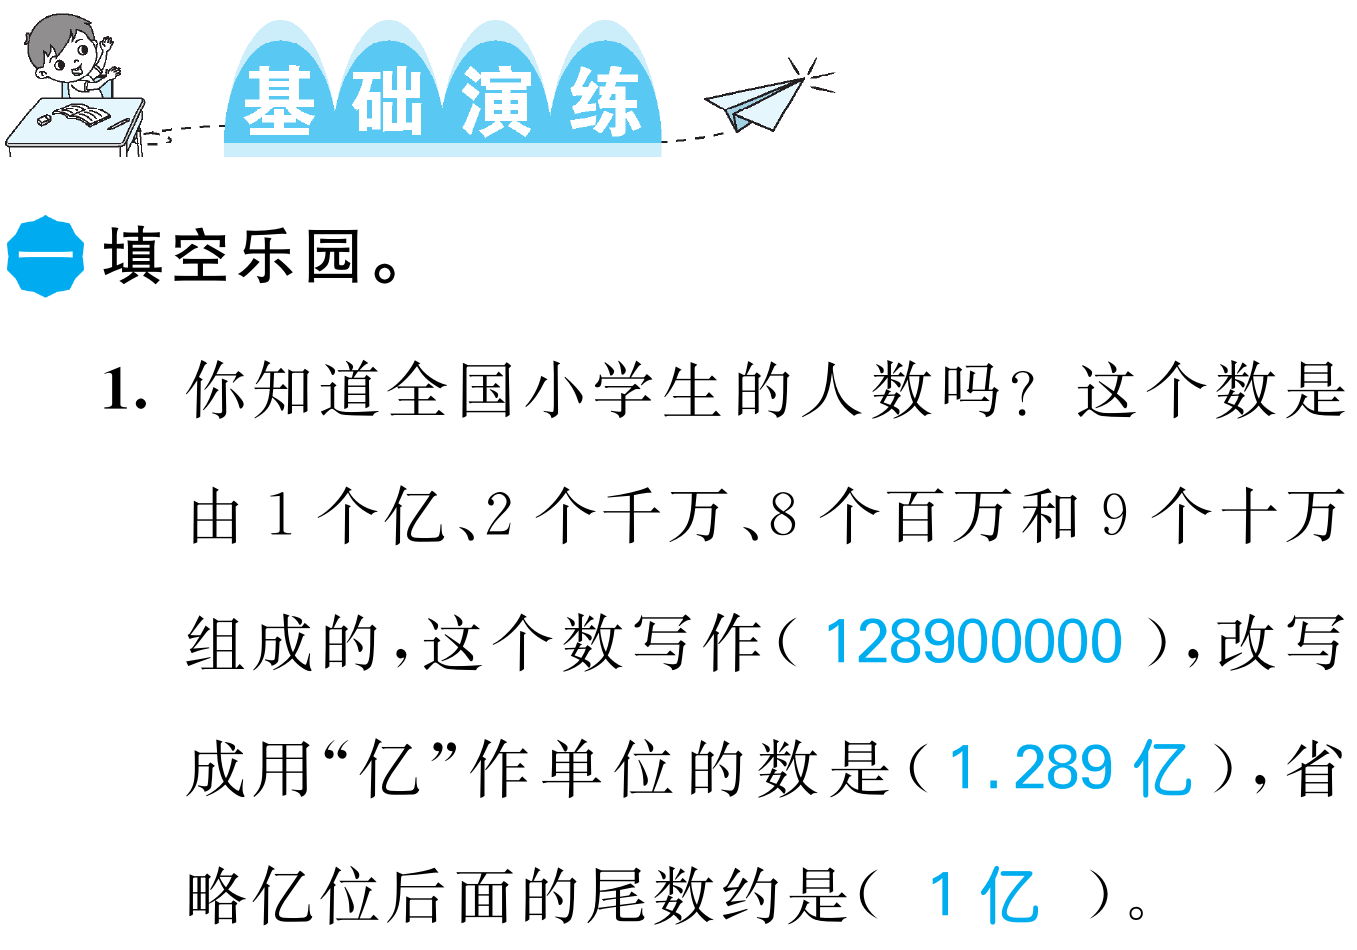 基础演练
一 填空乐园。
1. 你知道全国小学生的人数吗？这个数是
由1个亿、2个千万、8个百万和9个十万
组成的，这个数写作（128900000），改写
成用“亿”作单位的数是（1.289亿），省
略亿位后面的尾数约是（1亿）。